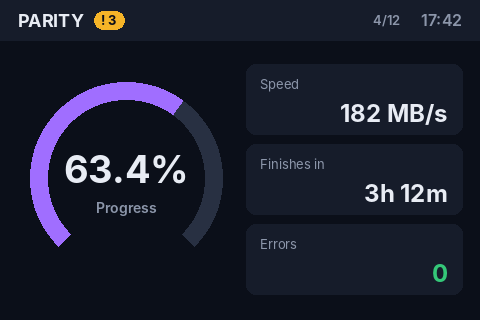 PARITY ! 3 4/12 17:42
63.4%
Progress
Speed
182 MB/s
Finishes in
3h 12m
Errors
0